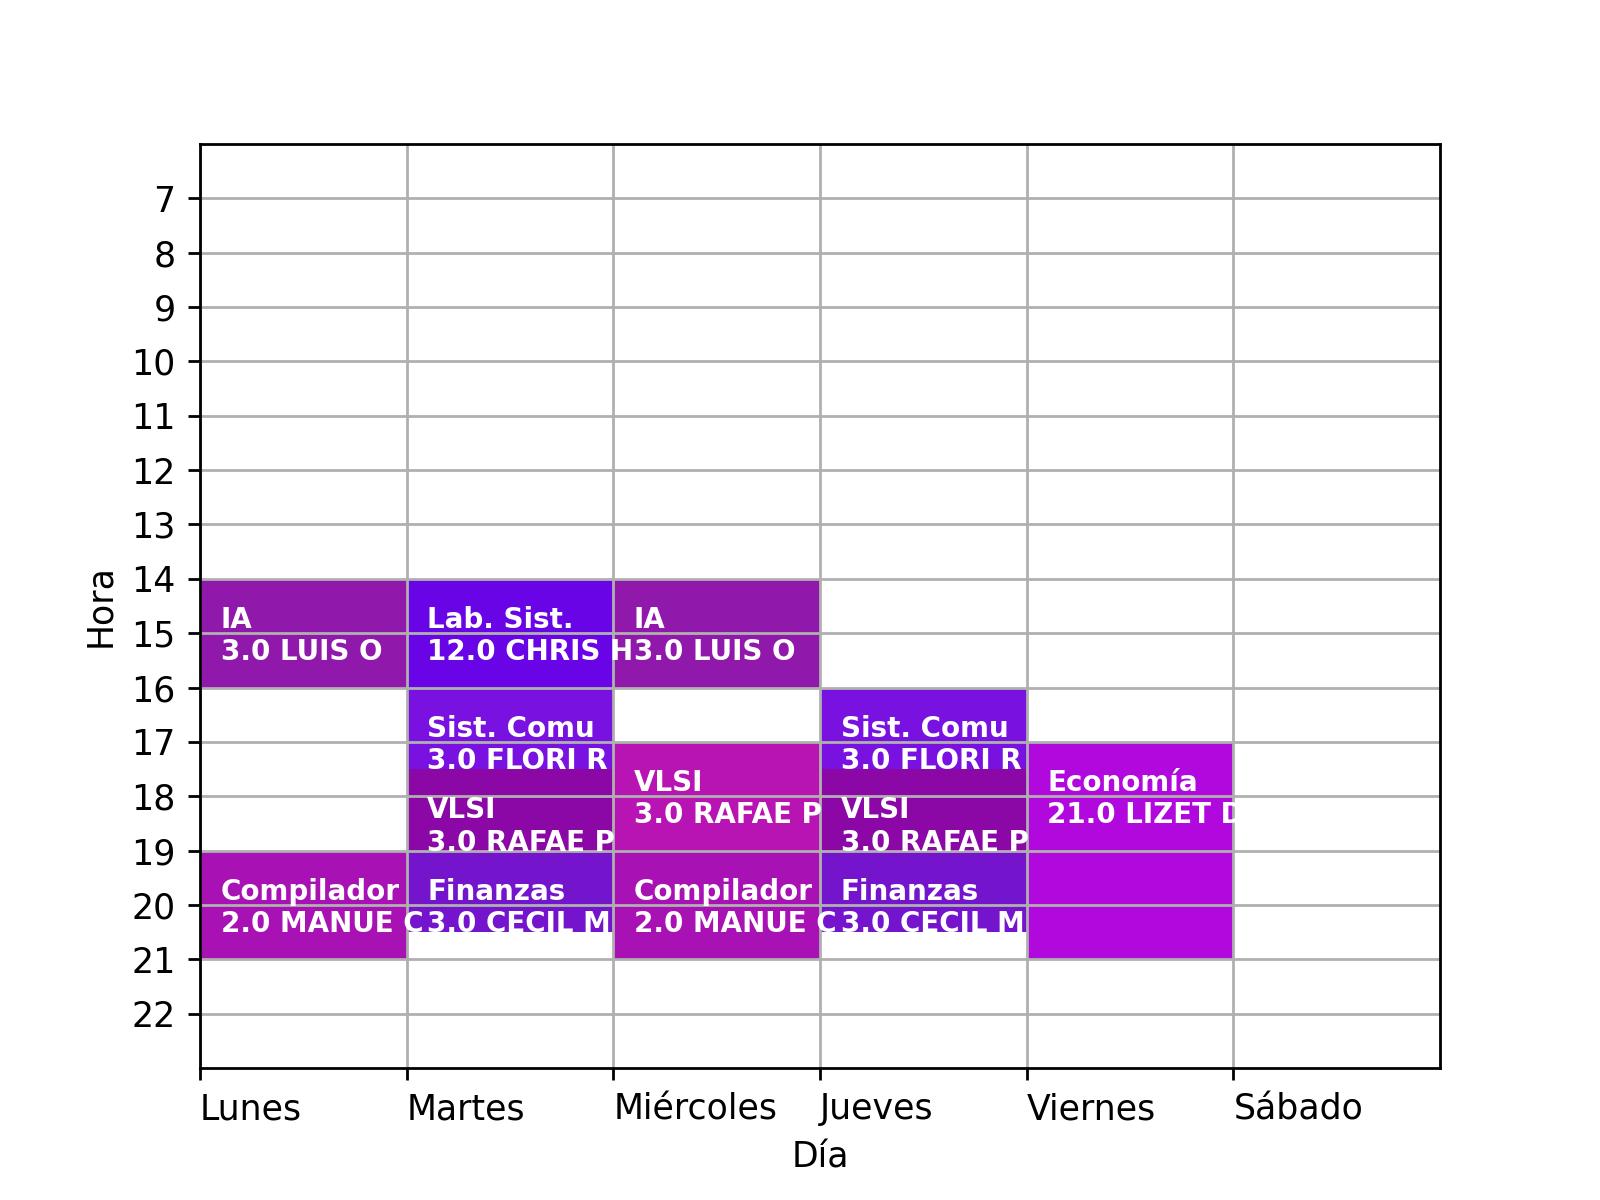 7
8
9
10
11
12
13
14
IA
Lab. Sist.
IA
15
3.0 LUIS O
12.0 CHRIS H
3.0 LUIS O
16
Sist. Comu
Sist. Comu
17
3.0 FLORI R
3.0 FLORI R
VLSI
Economía
18
VLSI
VLSI
3.0 RAFAE P
21.0 LIZET D
3.0 RAFAE P
3.0 RAFAE P
19
Compilador
Finanzas
Compilador
Finanzas
20
2.0 MANUE C
3.0 CECIL M
2.0 MANUE C
3.0 CECIL M
21
22
Hora
Lunes
Martes
Miércoles
Jueves
Viernes
Sábado
Día